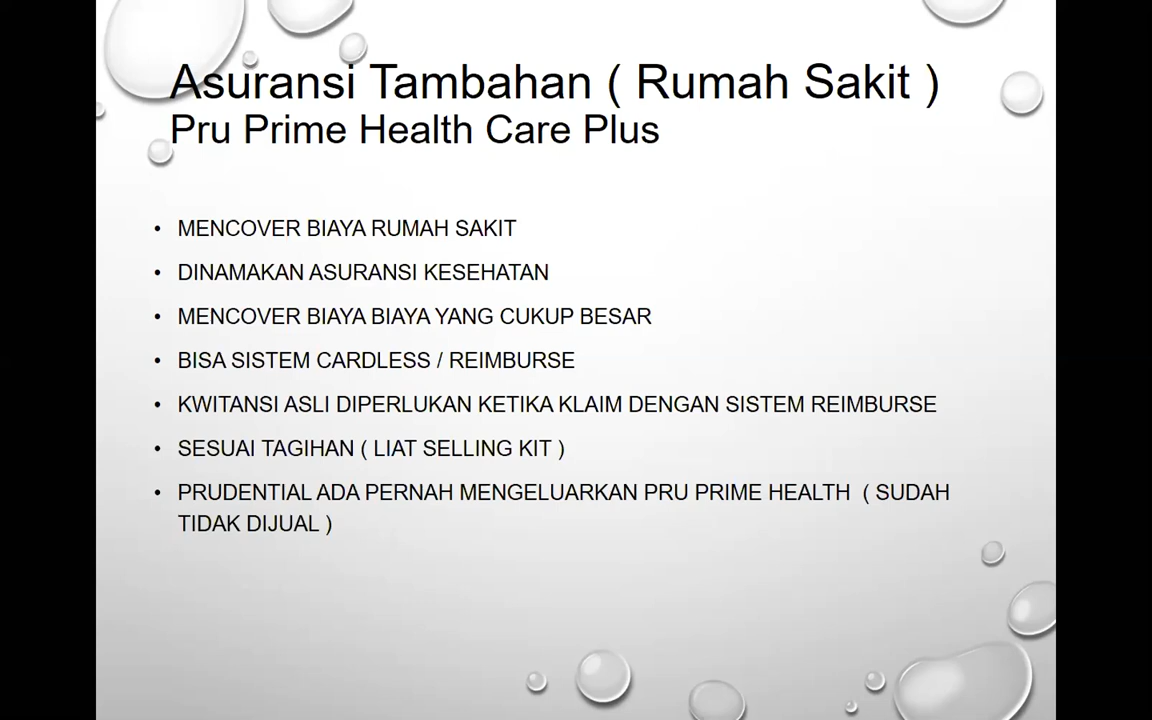 Asuransi Tambahan ( Rumah Sakit )
Pru Prime Health Care Plus
• MENCOVER BIAYA RUMAH SAKIT
• DINAMAKAN ASURANSI KESEHATAN
• MENCOVER BIAYA BIAYA YANG CUKUP BESAR
• BISA SISTEM CARDLESS / REIMBURSE
• KWITANSI ASLI DIPERLUKAN KETIKA KLAIM DENGAN SISTEM REIMBURSE
• SESUAI TAGIHAN ( LIAT SELLING KIT )
• PRUDENTIAL ADA PERNAH MENGELUARKAN PRU PRIME HEALTH ( SUDAH
TIDAK DIJUAL )